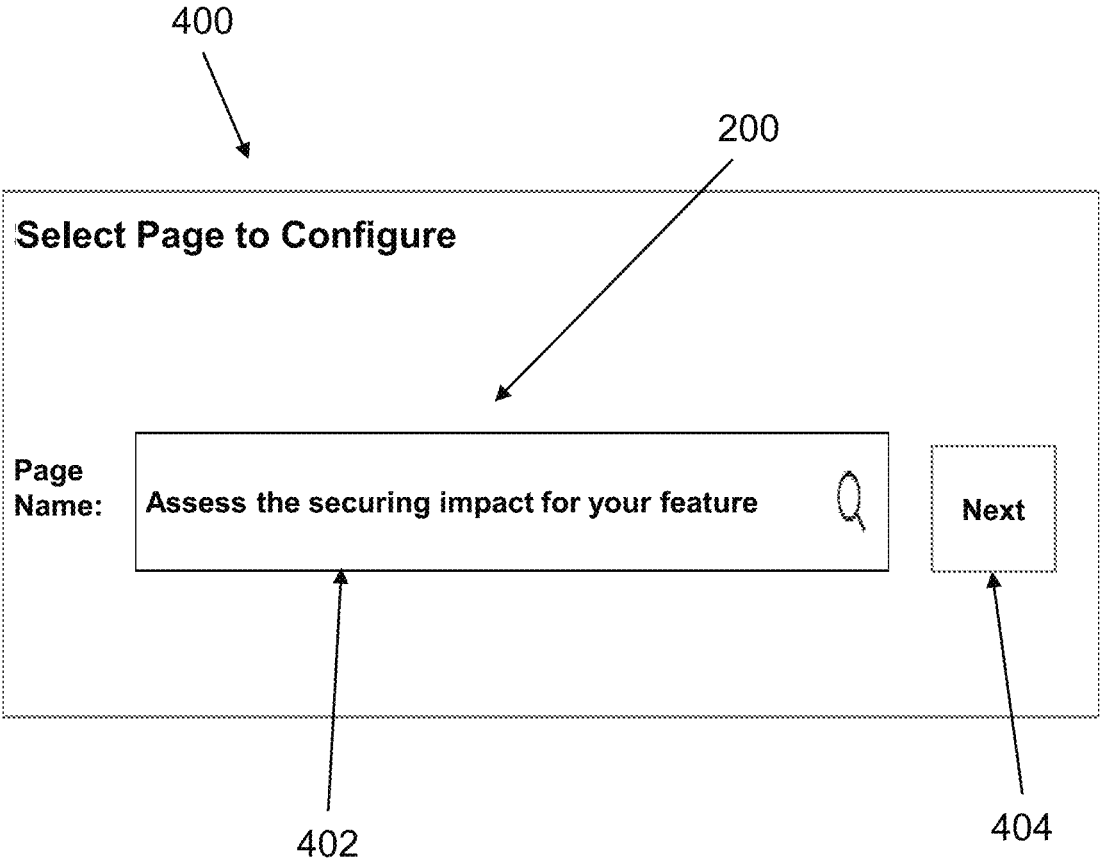 400
200
Select Page to Configure
Page
Name:
Assess the securing impact for your feature
Next
402
404